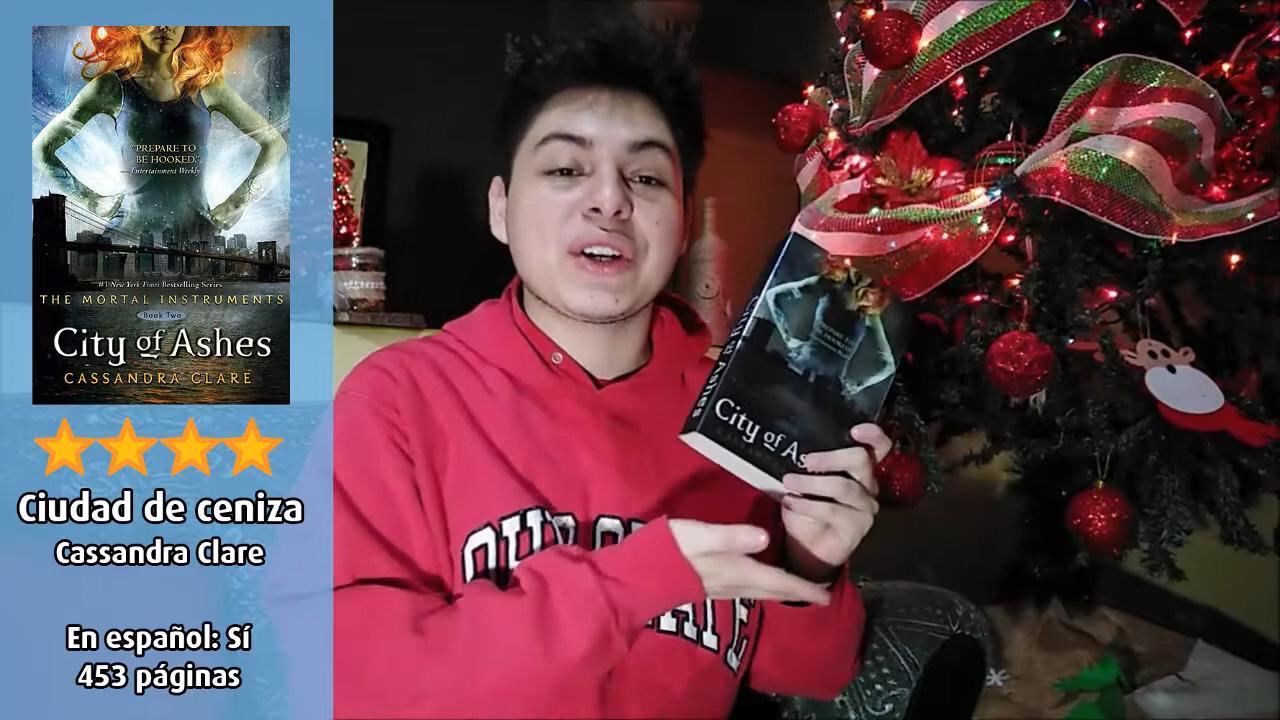 "PREPARE TO
BE HOOKED."
—Entertainment Weekly
#1 New York Times Bestselling Series
THE MORTAL INSTRUMENTS
Book Two
City of Ashes
CASSANDRA CLARE
Ciudad de ceniza
Cassandra Clare
En español: Sí
453 páginas
City of As